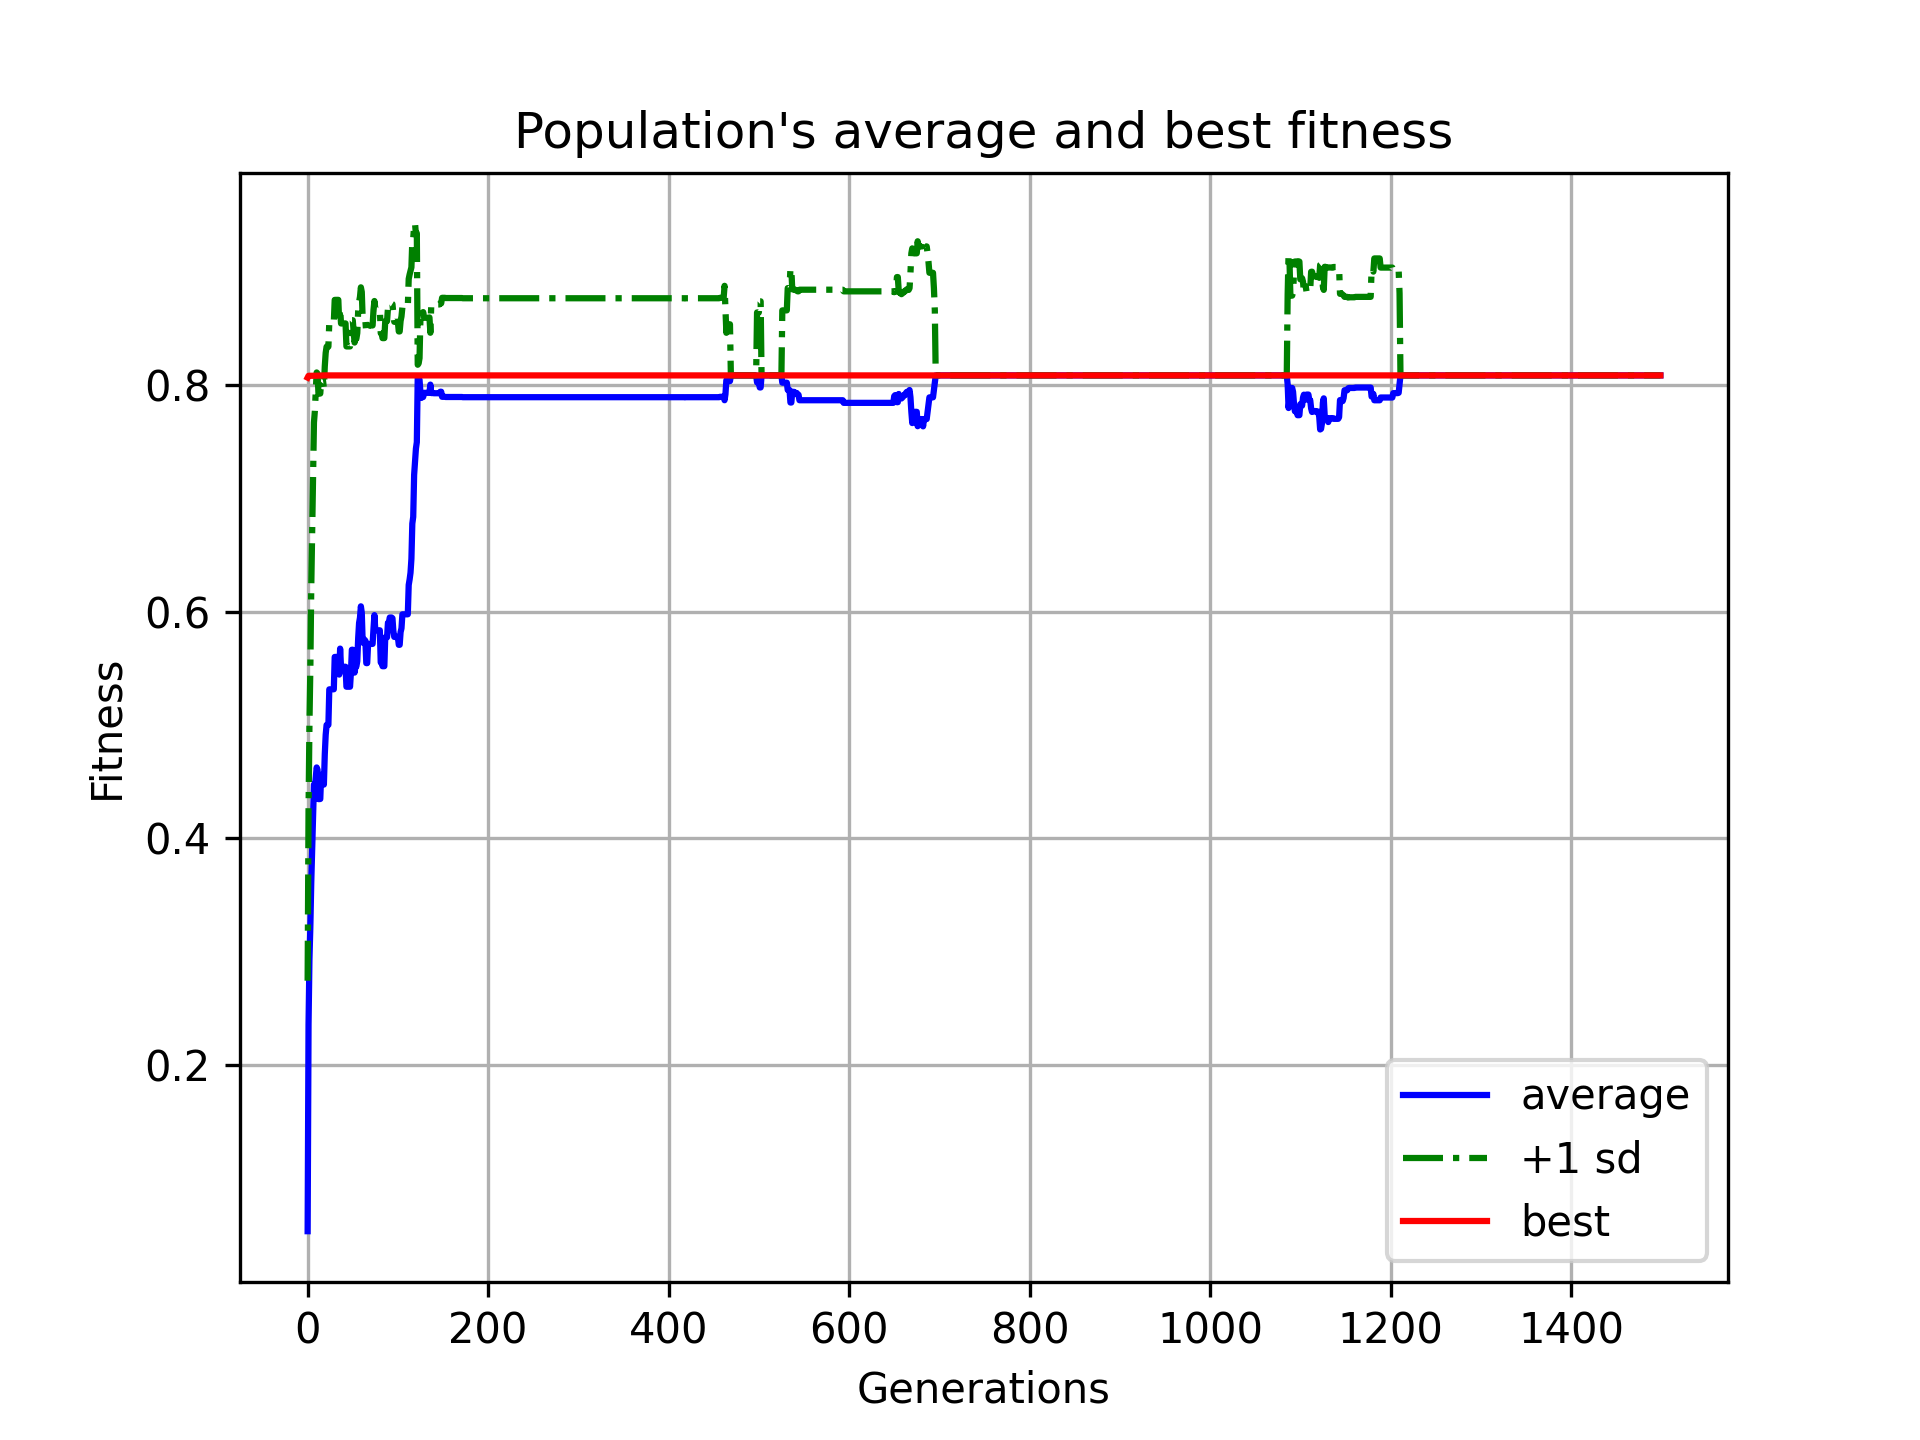 Population's average and best fitness
Fitness
0.8
0.6
0.4
0.2
0 200 400 600 800 1000 1200 1400
Generations
average
+1 sd
best